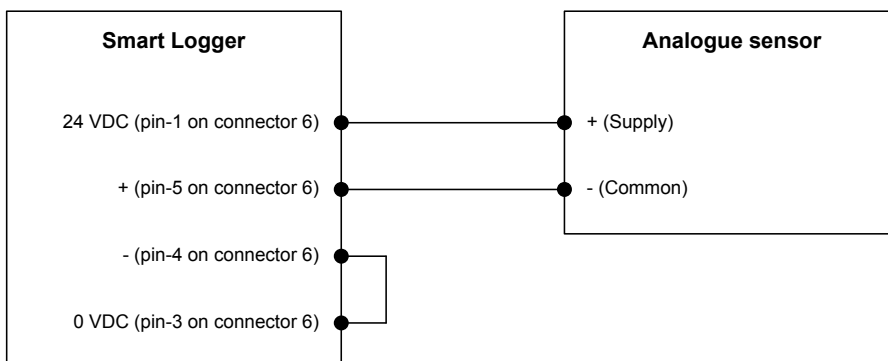 Smart Logger
Analogue sensor
24 VDC (pin-1 on connector 6)
+ (Supply)
+ (pin-5 on connector 6)
- (Common)
- (pin-4 on connector 6)
0 VDC (pin-3 on connector 6)